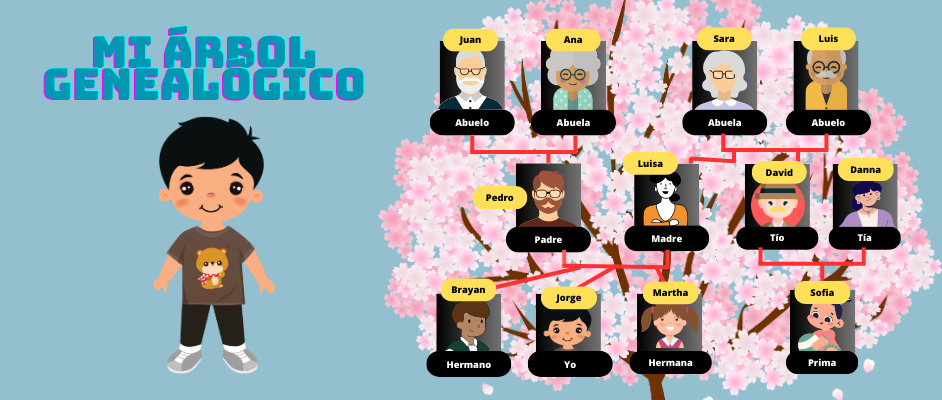 MI ÁRBOL
GENEALÓGICO
Juan
Ana
Sara
Luis
Abuelo
Abuela
Abuela
Abuelo
Pedro
Luisa
David
Danna
Padre
Madre
Tío
Tía
Brayan
Jorge
Martha
Sofia
Hermano
Yo
Hermana
Prima